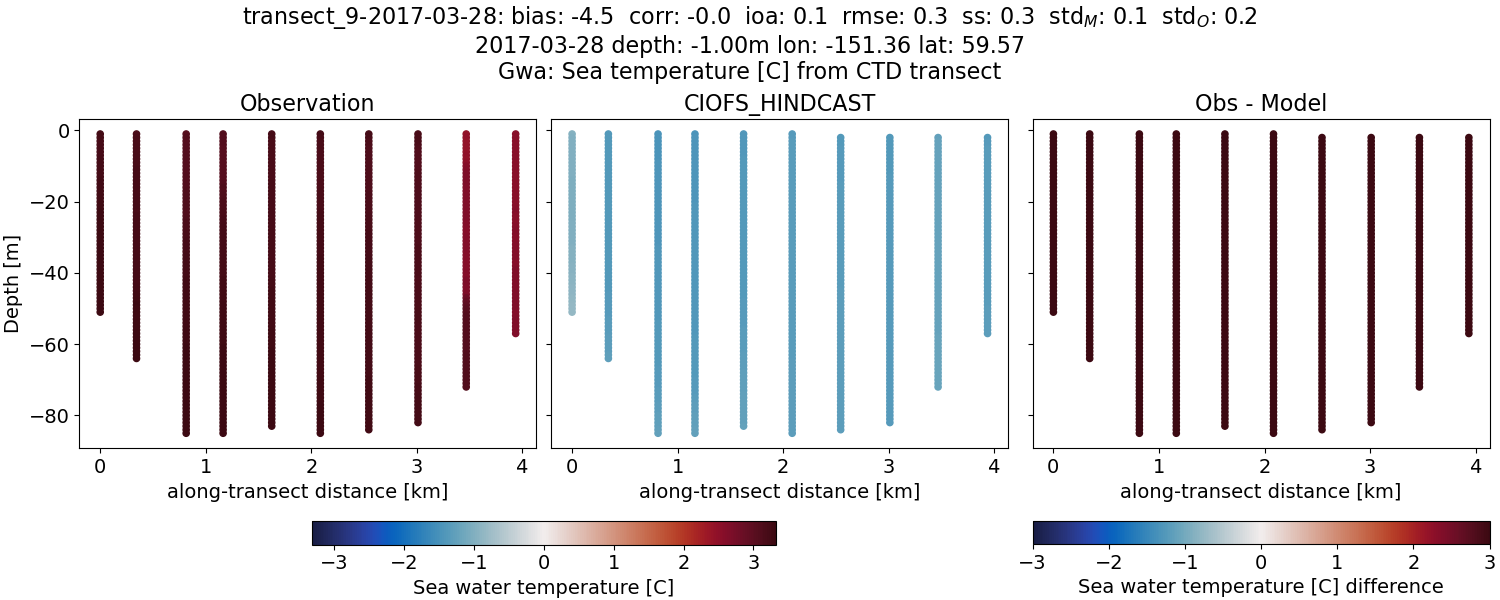 transect_9-2017-03-28: bias: -4.5  corr: -0.0  ioa: 0.1  rmse: 0.3  ss: 0.3  std_M: 0.1  std_O: 0.2
2017-03-28 depth: -1.00m lon: -151.36 lat: 59.57
Gwa: Sea temperature [C] from CTD transect
Observation
CIOFS_HINDCAST
Obs - Model
Depth [m]
0
−20
−40
−60
−80
0 1 2 3 4
0 1 2 3 4
0 1 2 3 4
along-transect distance [km]
along-transect distance [km]
along-transect distance [km]
−3 −2 −1 0 1 2 3
Sea water temperature [C]
−3 −2 −1 0 1 2 3
Sea water temperature [C] difference